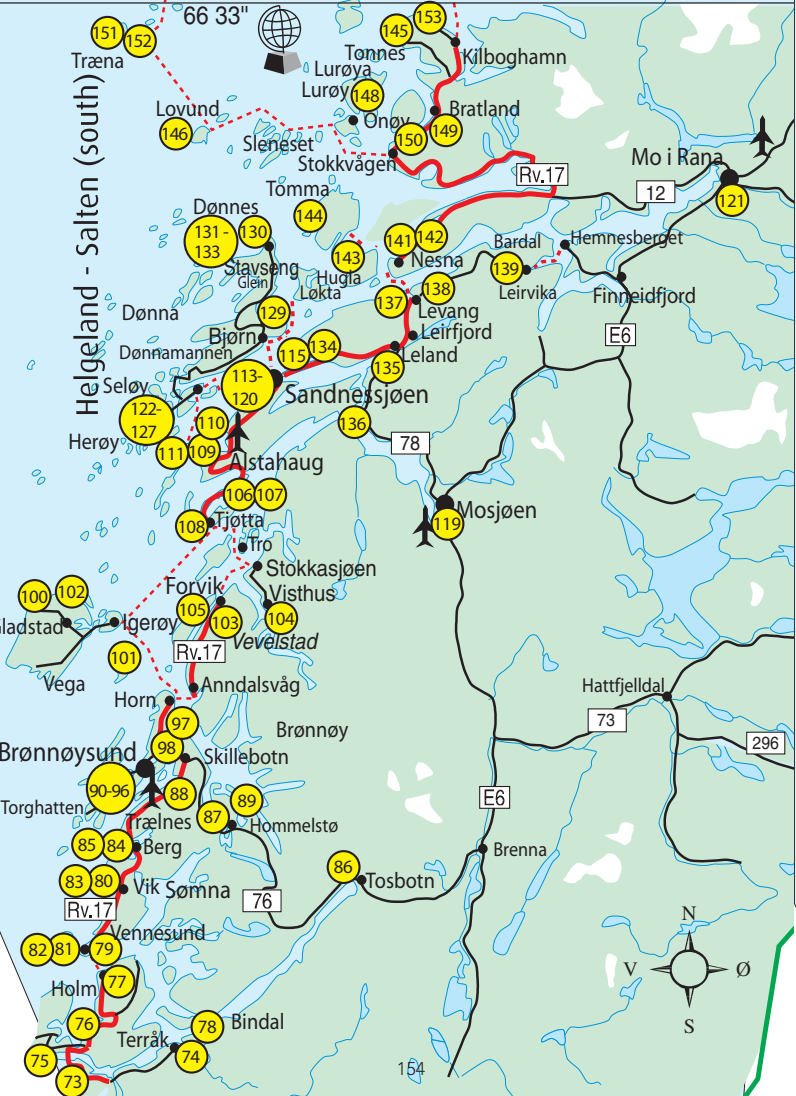 66 33"
151
152
153
145
Træna
Tonnes
Kilboghamn
Lurøya
Lurøy
148
Lovund
146
Onøy
Bratland
150
149
Sleneset
Stokkvågen
Helgeland - Salten (south)
Mo i Rana
Rv.17
12
121
Tomma
144
Dønnes
131 -
133
130
141
142
Nesna
Bardal
Hemnesberget
Stavseng
Glein
143
Hugla
139
Leirvika
Løkta
138
137
Levang
Finneidfjord
Dønna
129
Leirfjord
E6
Bjørn
Dønnamannen
115
134
Leland
135
Seløy
113-
120
Sandnessjøen
122-
127
110
136
Herøy
111
109
78
Alstahaug
106
107
Mosjøen
119
108
Tjøtta
Tro
Stokkasjøen
100
102
Forvik
Visthus
105
103
104
Gladstad
Igerøy
Vevelstad
101
Rv.17
Vega
Anndalsvåg
Hattfjelldal
Horn
97
Brønnøy
73
296
98
Brønnøysund
Skillebotn
90-96
88
E6
Torghatten
89
Trælnes
87
Hommelstø
85
84
Berg
Brenna
86
83
80
Vik
Sømna
Tosbotn
76
Rv.17
Vennesund
82
81
79
N
V
Ø
S
Holm
77
76
78
Bindal
Terråk
75
74
73
154